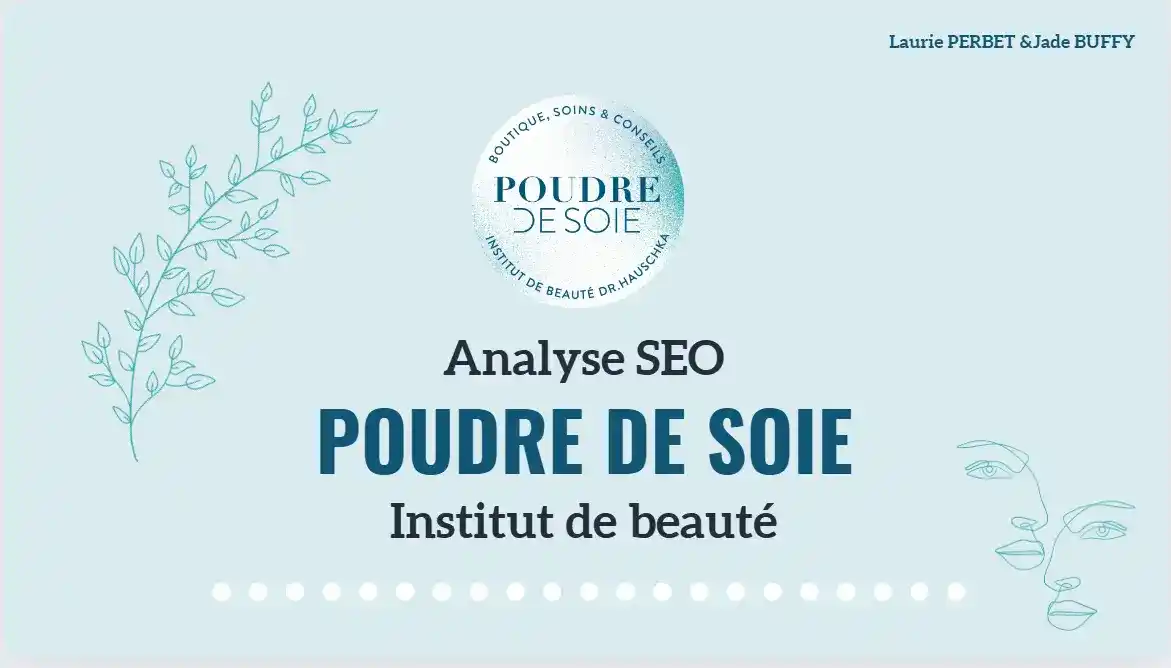 Laurie PERBET &Jade BUFFY
BOUTIQUE, SOINS & CONSEILS
POUDRE
DE SOIE
INSTITUT DE BEAUTÉ DR.HAUSCHKA
Analyse SEO
POUDRE DE SOIE
Institut de beauté